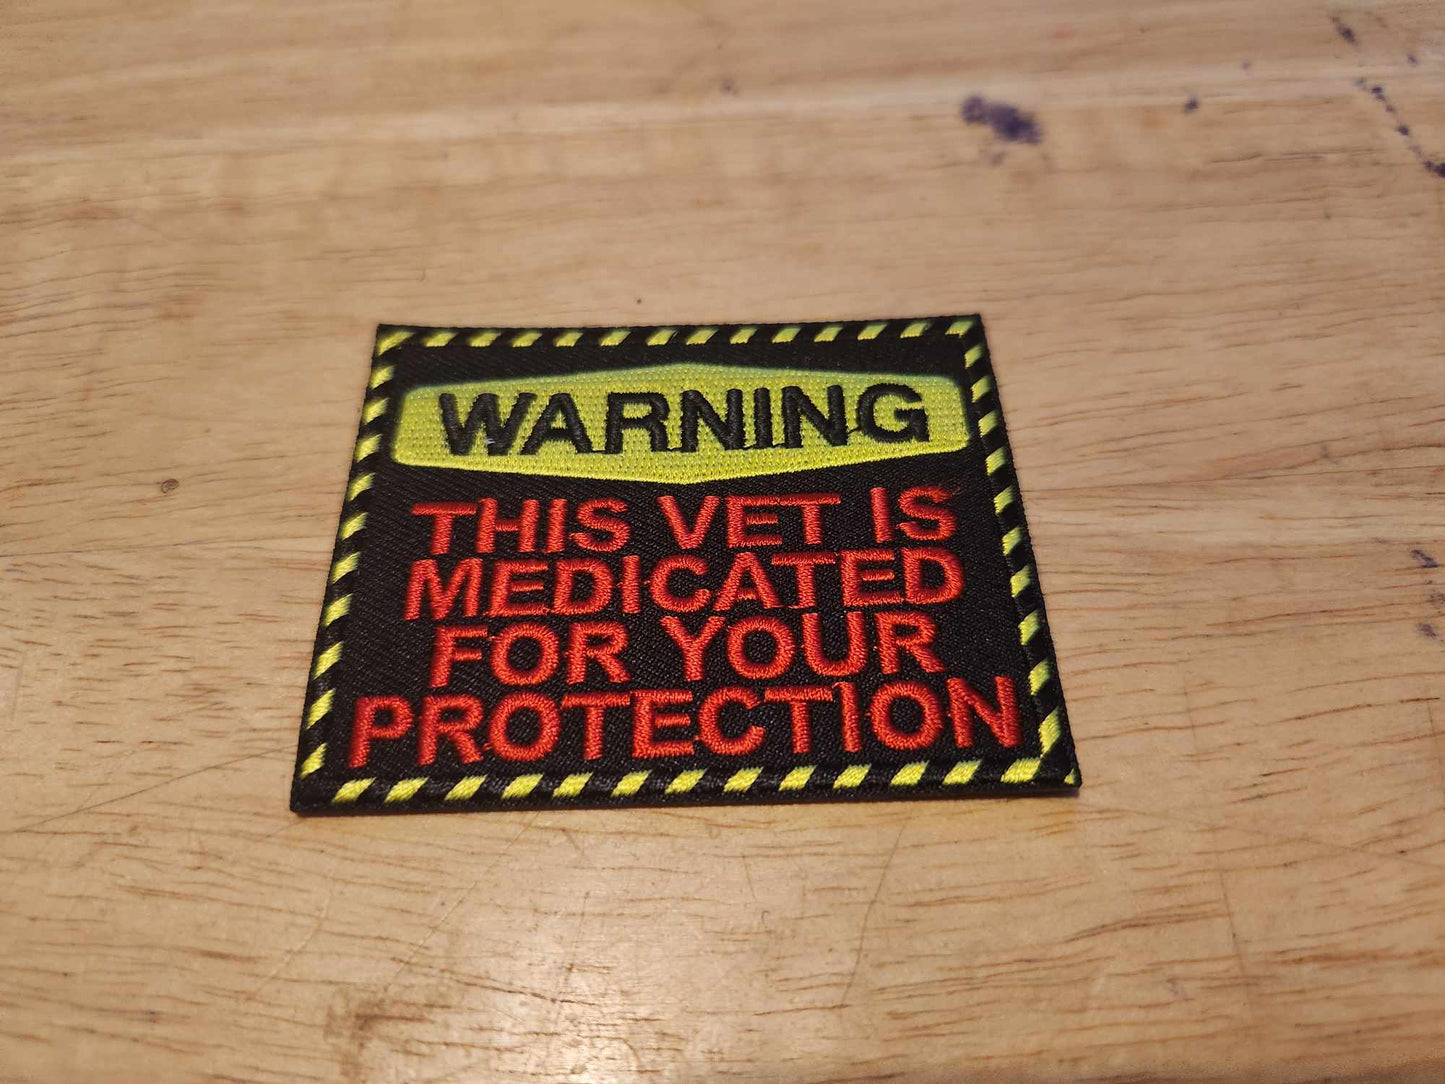 WARNING
THIS VET IS
MEDICATED
FOR YOUR
PROTECTION